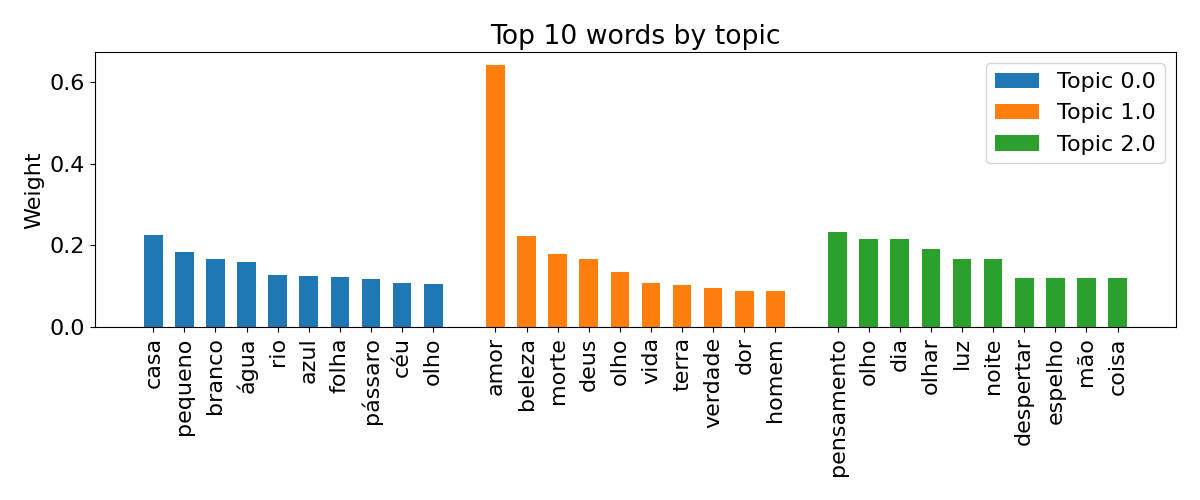 Top 10 words by topic
Weight
0.6
0.4
0.2
0.0
Topic 0.0
Topic 1.0
Topic 2.0
casa
pequeno
branco
água
rio
azul
folha
pássaro
céu
olho
amor
beleza
morte
deus
olho
vida
terra
verdade
dor
homem
pensamento
olho
dia
olhar
luz
noite
despertar
espelho
mão
coisa